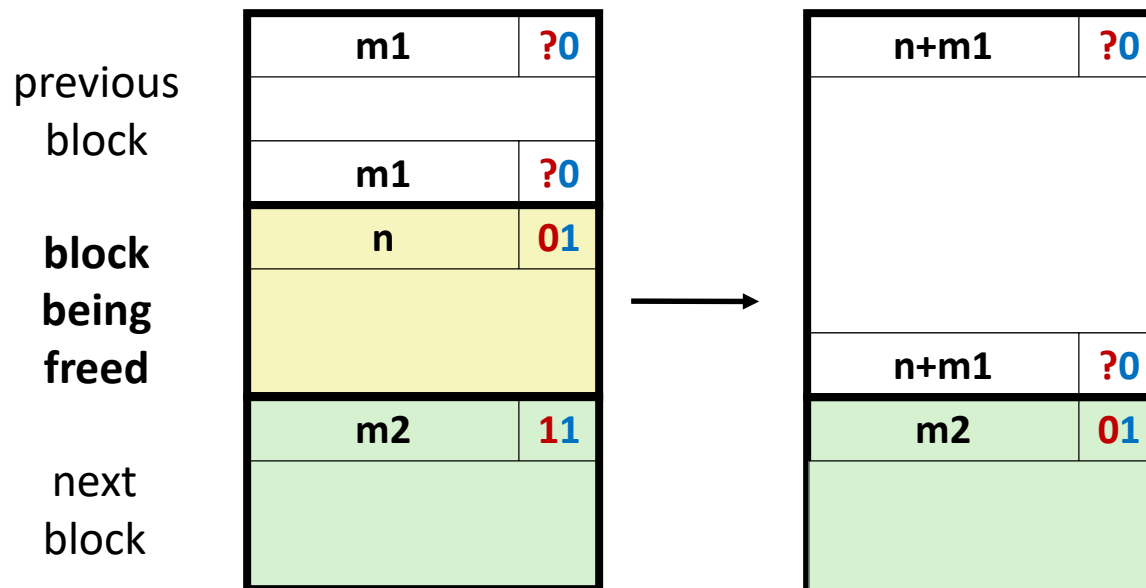 m1 ?0 n+m1 ?0
previous
block
m1 ?0
block
being
freed
n 01
n+m1 ?0
m2 11 m2 01
next
block